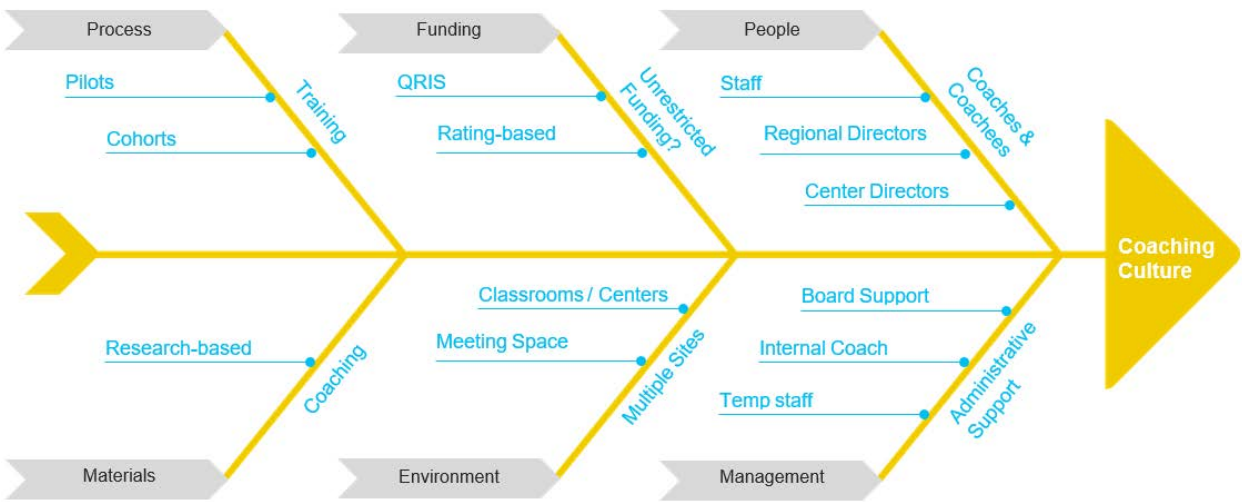 Process
Funding
People
Pilots
Cohorts
Training
QRIS
Rating-based
Unrestricted
Funding?
Staff
Regional Directors
Center Directors
Coaches &
Coachees
Coaching
Culture
Research-based
Coaching
Classrooms / Centers
Meeting Space
Multiple Sites
Board Support
Internal Coach
Temp staff
Administrative
Support
Materials
Environment
Management